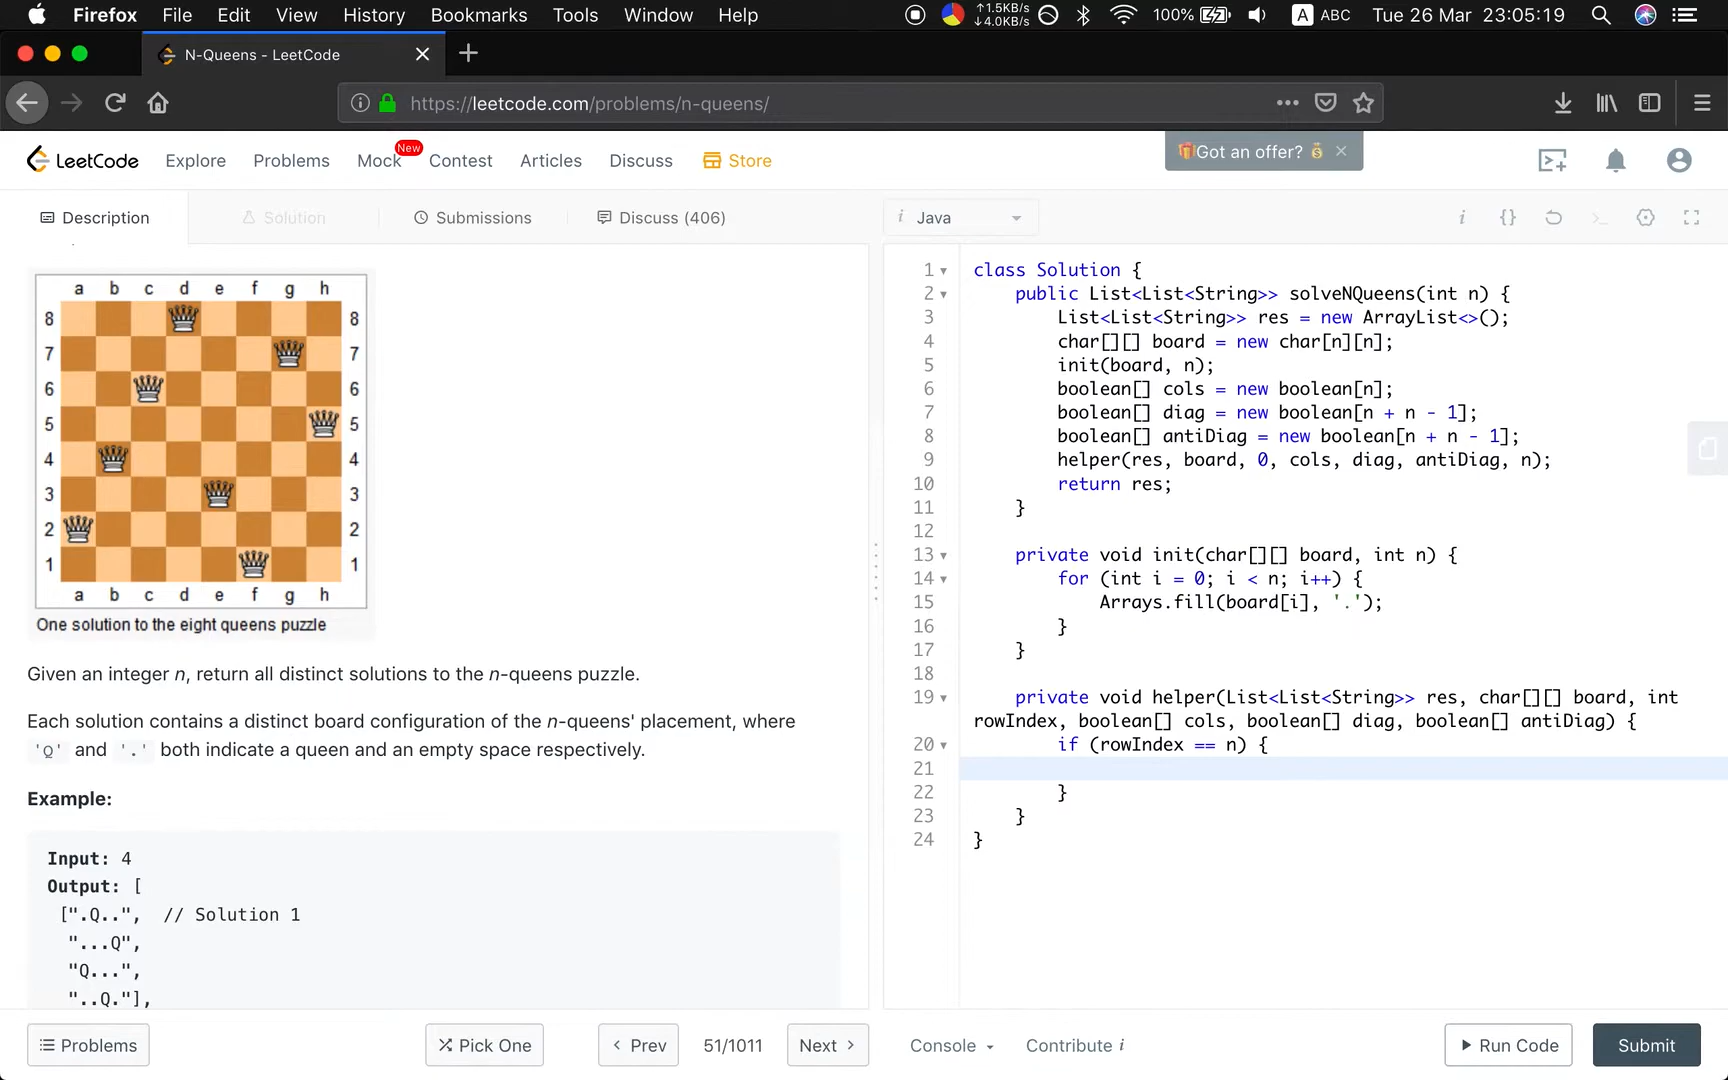 Firefox File Edit View History Bookmarks Tools Window Help
↑1.5KB/s
↓4.0KB/s
100%
A ABC Tue 26 Mar 23:05:19
N-Queens - LeetCode
https://leetcode.com/problems/n-queens/
LeetCode Explore Problems Mock New Contest Articles Discuss Store
🎁Got an offer? 💰 ×
Description Solution Submissions Discuss (406)
i Java
a b c d e f g h
8 8
7 7
6 6
5 5
4 4
3 3
2 2
1 1
a b c d e f g h
One solution to the eight queens puzzle
Given an integer n, return all distinct solutions to the n-queens puzzle.
Each solution contains a distinct board configuration of the n-queens' placement, where
'Q' and '.' both indicate a queen and an empty space respectively.
Example:
Input: 4
Output: [
[".Q..", // Solution 1
"...Q",
"Q...",
"..Q."],
1 class Solution {
2 public List<List<String>> solveNQueens(int n) {
3 List<List<String>> res = new ArrayList<>();
4 char[][] board = new char[n][n];
5 init(board, n);
6 boolean[] cols = new boolean[n];
7 boolean[] diag = new boolean[n + n - 1];
8 boolean[] antiDiag = new boolean[n + n - 1];
9 helper(res, board, 0, cols, diag, antiDiag, n);
10 return res;
11 }
12
13 private void init(char[][] board, int n) {
14 for (int i = 0; i < n; i++) {
15 Arrays.fill(board[i], '.');
16 }
17 }
18
19 private void helper(List<List<String>> res, char[][] board, int
rowIndex, boolean[] cols, boolean[] diag, boolean[] antiDiag) {
20 if (rowIndex == n) {
21
22 }
23 }
24 }
Problems Pick One Prev 51/1011 Next Console Contribute i Run Code Submit